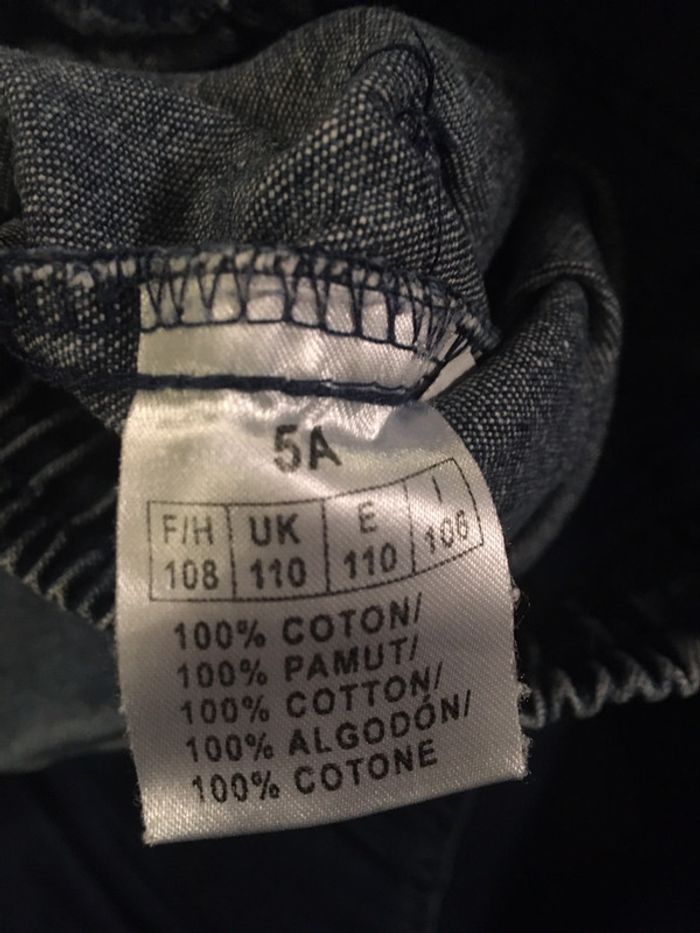 5A
F/H UK E I
108 110 110 106
100% COTON/
100% PAMUT/
100% COTTON/
100% ALGODÓN/
100% COTONE